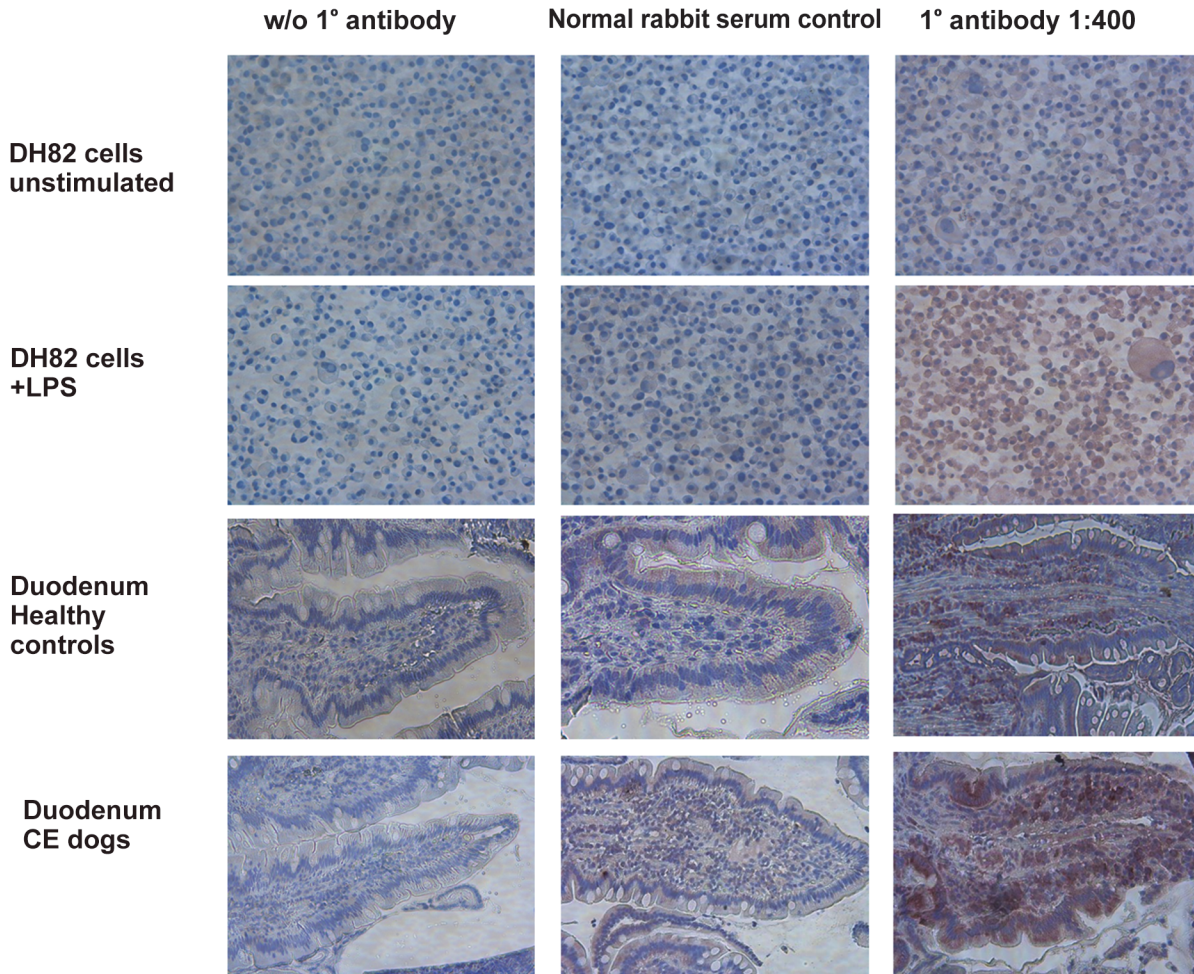 w/o 1° antibody
Normal rabbit serum control
1° antibody 1:400
DH82 cells
unstimulated
DH82 cells
+LPS
Duodenum
Healthy
controls
Duodenum
CE dogs